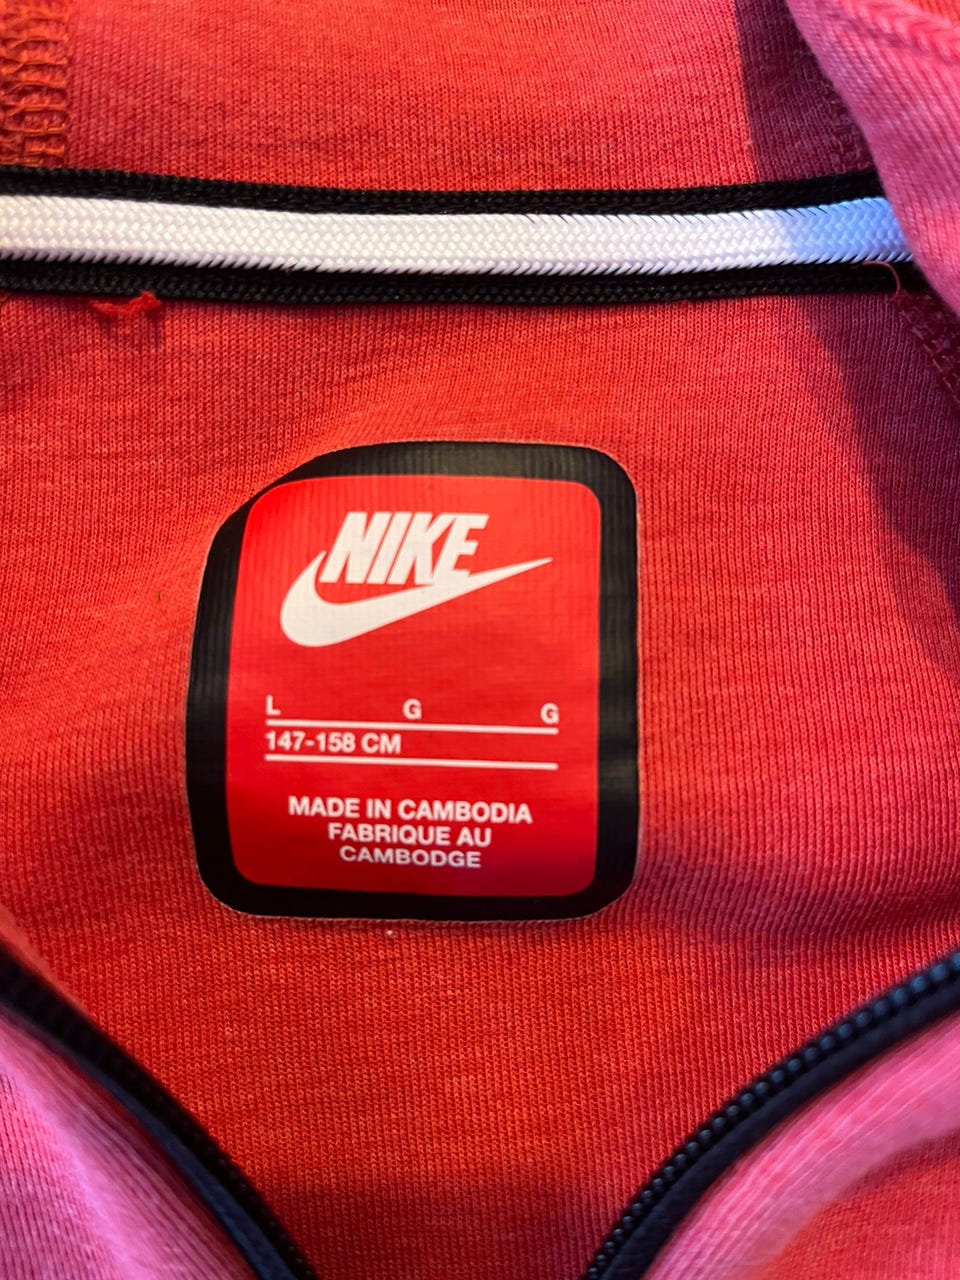 NIKE
L G G
147-158 CM
MADE IN CAMBODIA
FABRIQUE AU
CAMBODGE